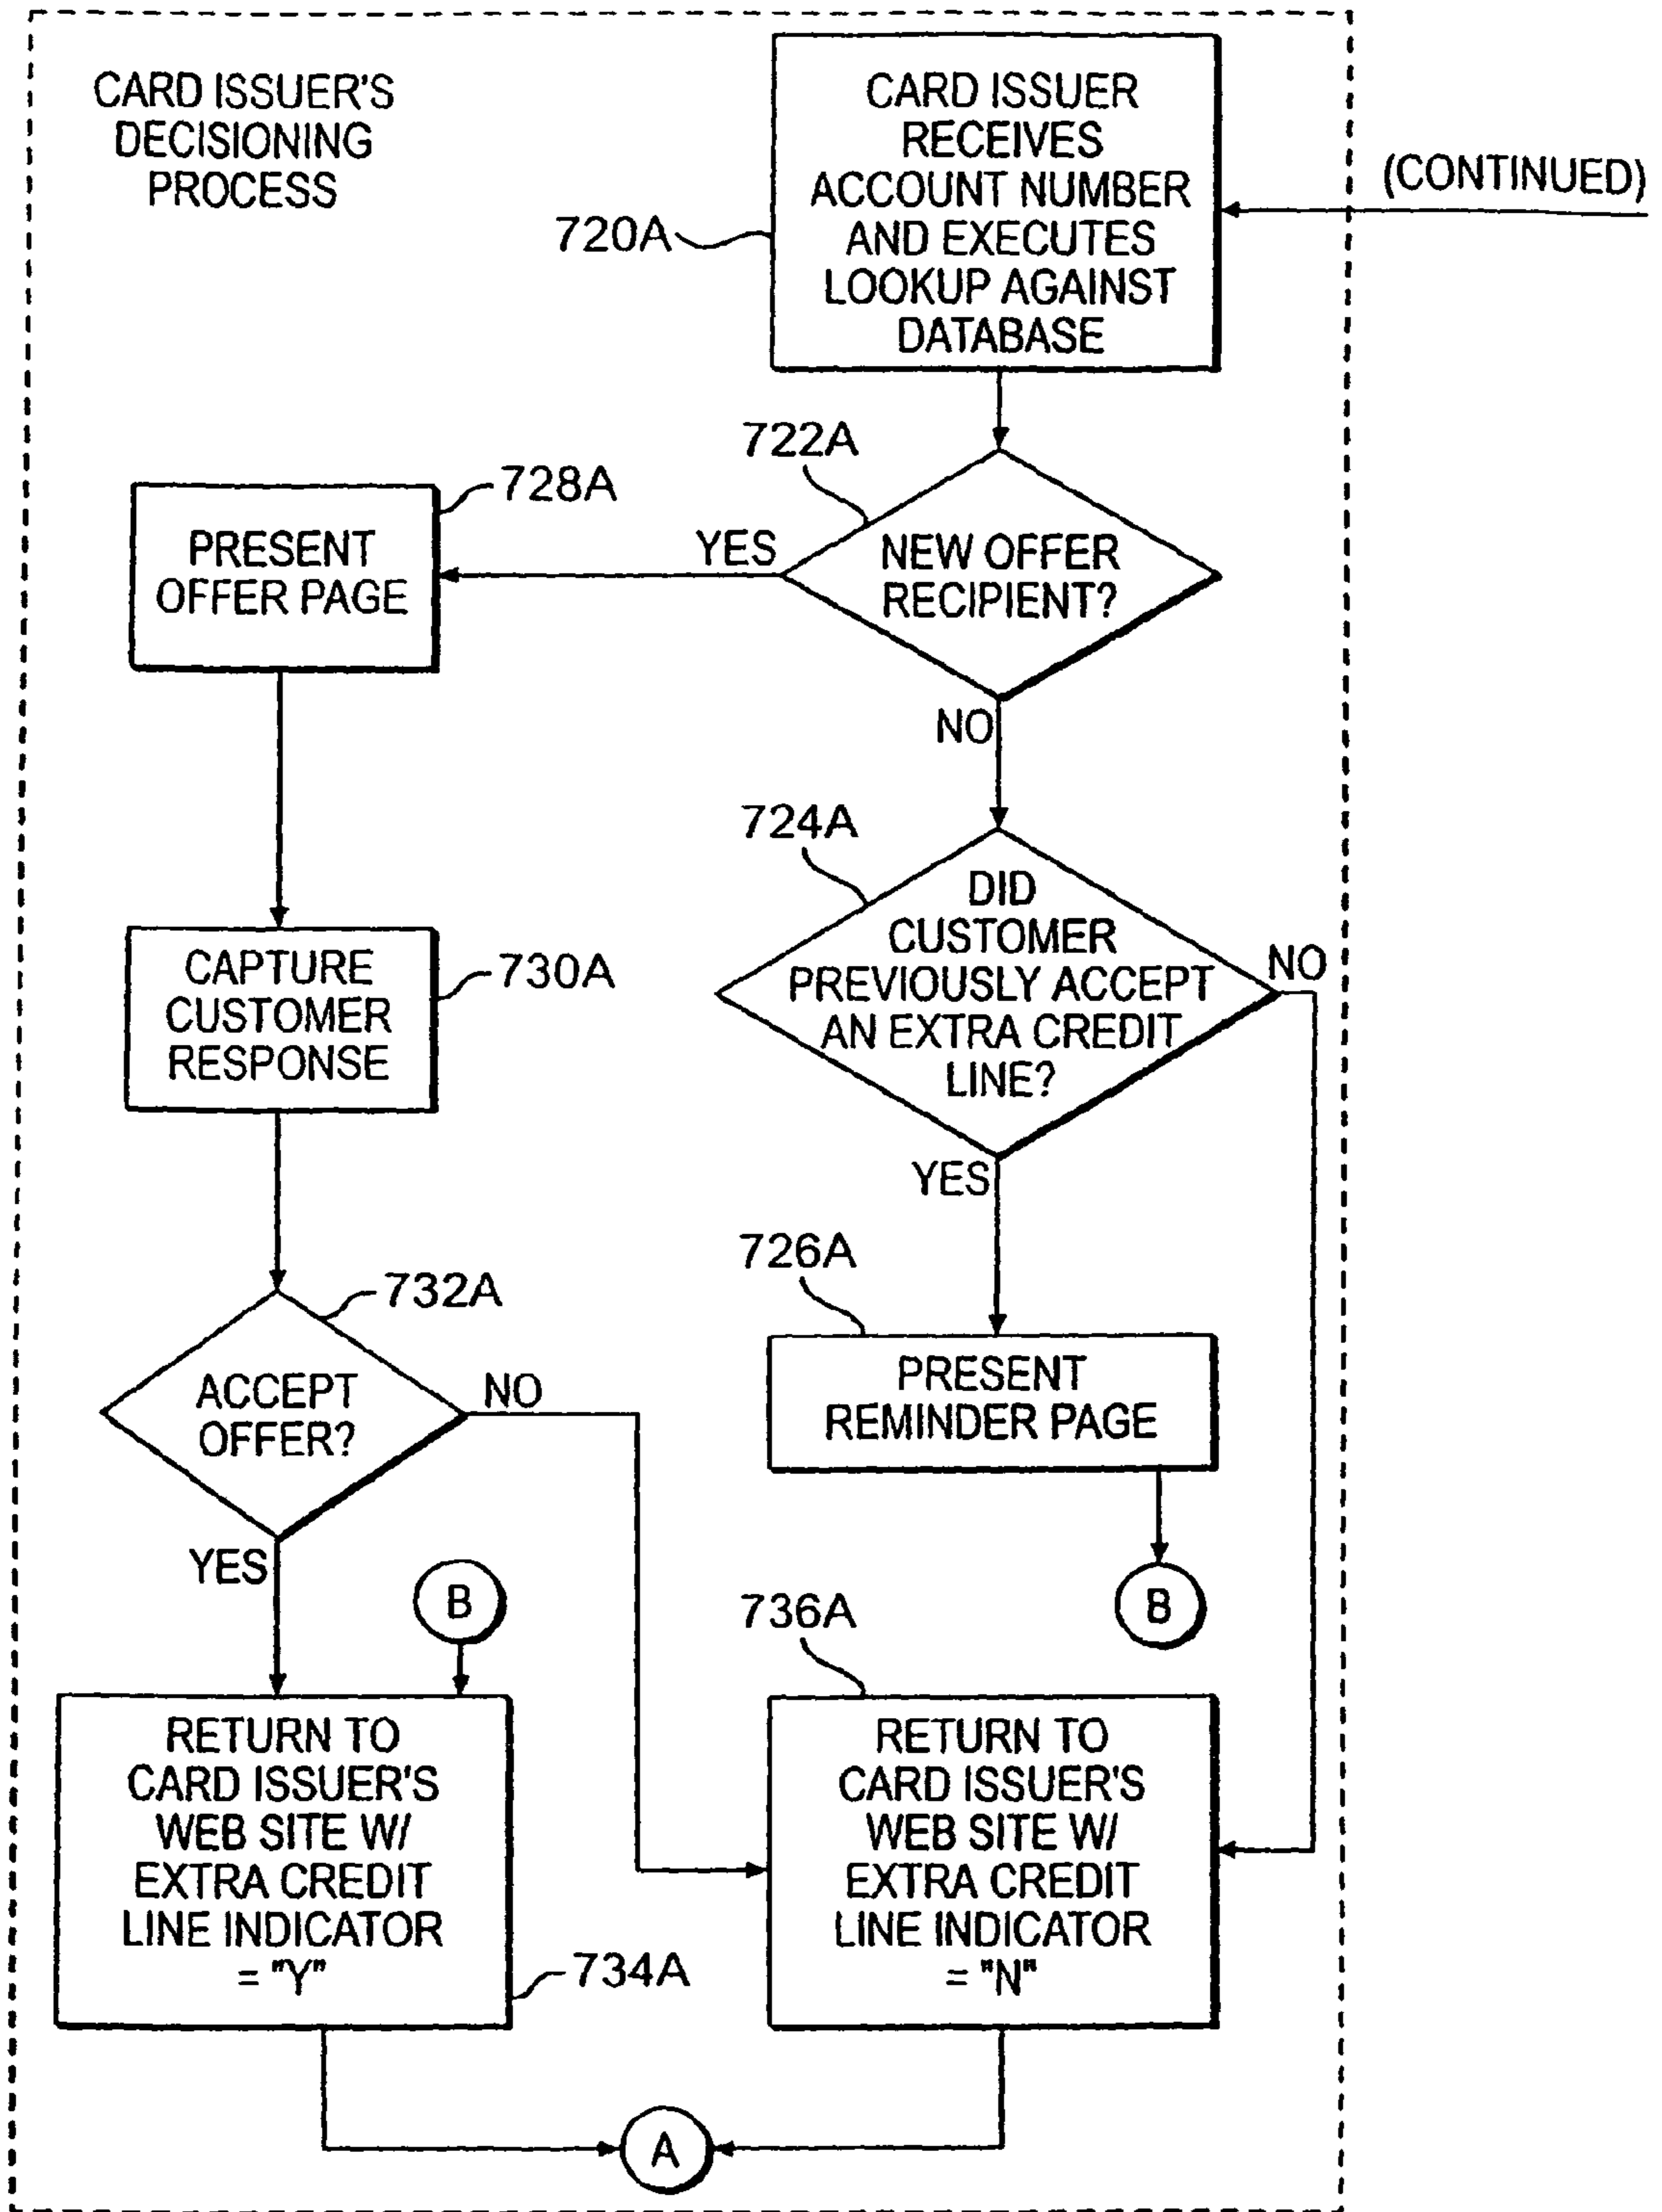 CARD ISSUER'S
DECISIONING
PROCESS
CARD ISSUER
RECEIVES
ACCOUNT NUMBER
AND EXECUTES
LOOKUP AGAINST
DATABASE
(CONTINUED)
720A
722A
NEW OFFER
RECIPIENT?
YES
NO
728A
PRESENT
OFFER PAGE
724A
DID
CUSTOMER
PREVIOUSLY ACCEPT
AN EXTRA CREDIT
LINE?
NO
YES
730A
CAPTURE
CUSTOMER
RESPONSE
726A
PRESENT
REMINDER PAGE
B
732A
ACCEPT
OFFER?
NO
YES
B
RETURN TO
CARD ISSUER'S
WEB SITE W/
EXTRA CREDIT
LINE INDICATOR
= "Y"
734A
736A
RETURN TO
CARD ISSUER'S
WEB SITE W/
EXTRA CREDIT
LINE INDICATOR
= "N"
A